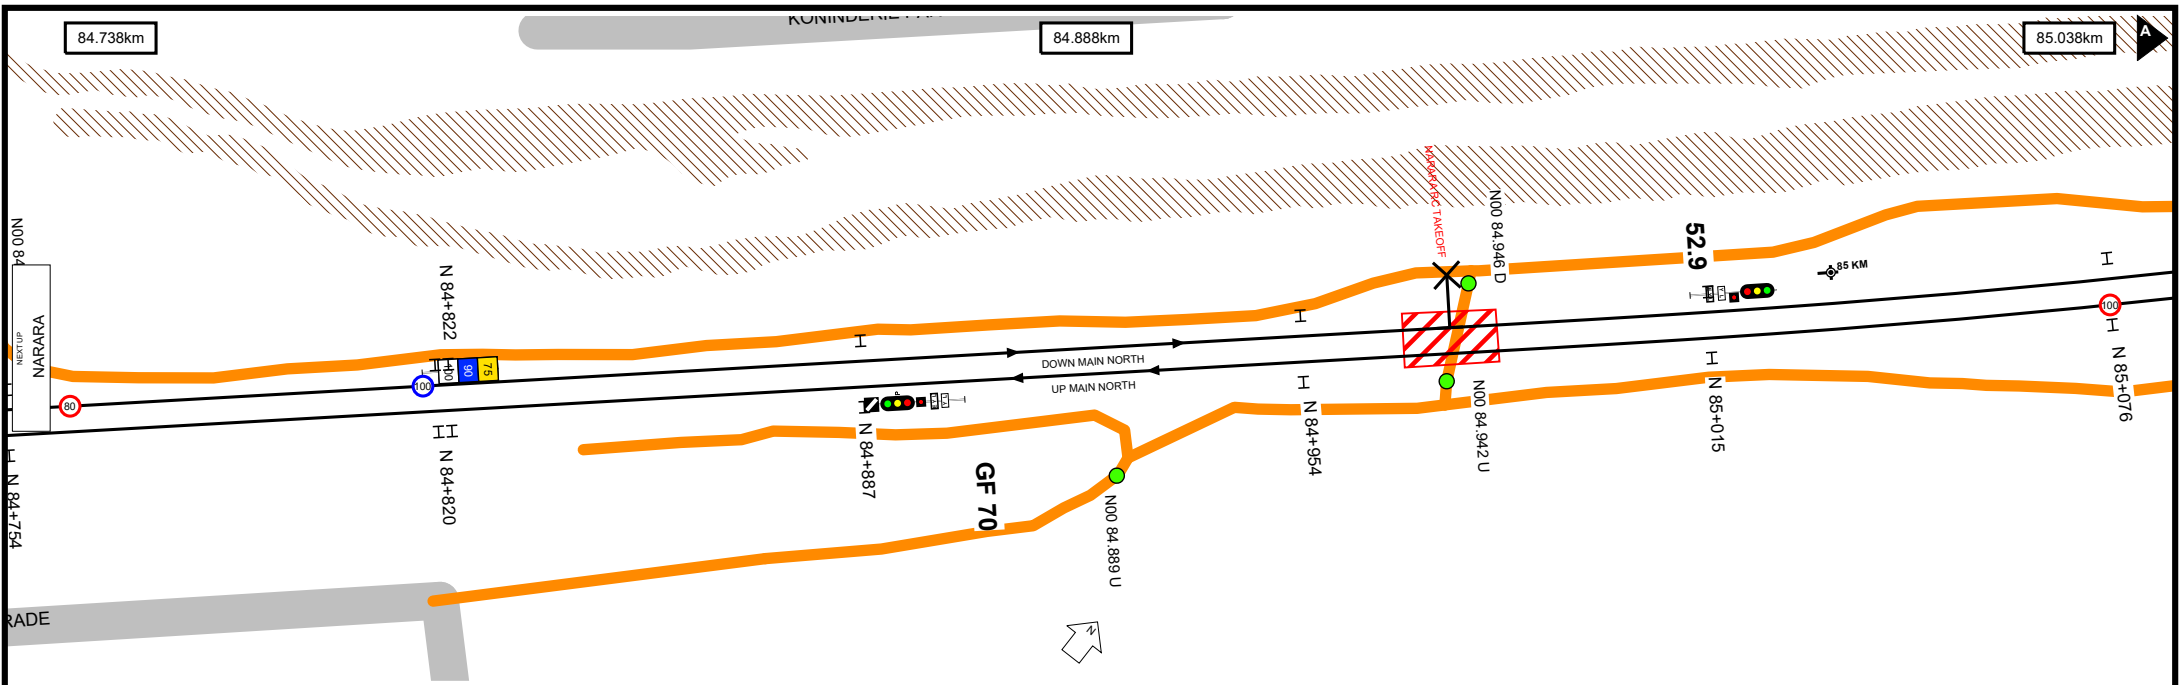 84.738km
84.888km
85.038km
A
NARARA RC TAKEOFF
N00 84.946 D
52.9
85 KM
N00 84
NEXT UP
NARARA
N 84+822
100
90
75
100
80
DOWN MAIN NORTH
UP MAIN NORTH
100
N 84+754
N 84+820
N 84+887
GF 70
N00 84.889 U
N 84+954
N00 84.942 U
N 85+015
N 85+076
RADE
N